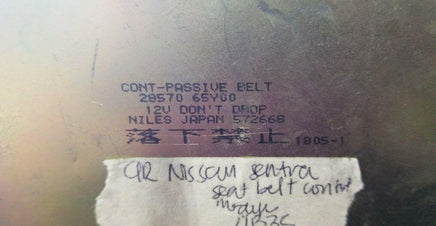 CONT-PASSIVE BELT
28570 65Y00
12V DON'T DROP
NILES JAPAN 572668
落下禁止 1805-1
Nissan sentra
seat belt control